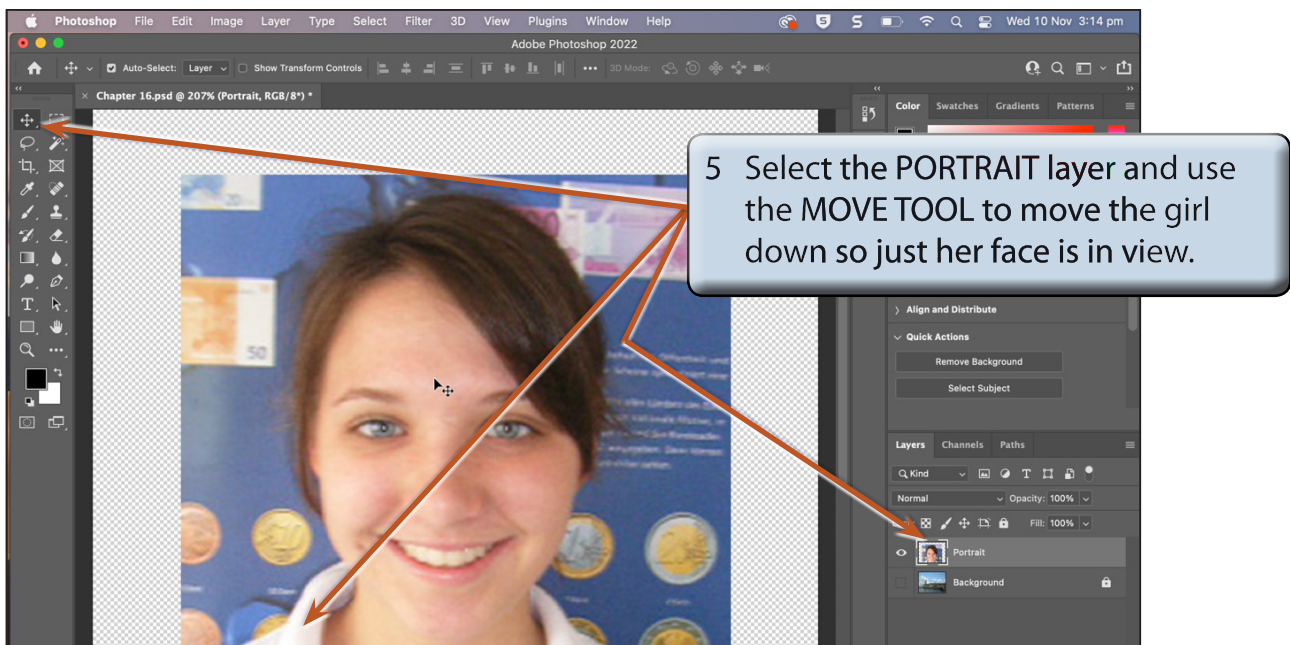 Photoshop File Edit Image Layer Type Select Filter 3D View Plugins Window Help Wed 10 Nov 3:14 pm
Adobe Photoshop 2022
Auto-Select: Layer Show Transform Controls 3D Mode:
Chapter 16.psd @ 207% (Portrait, RGB/8*) *
Color Swatches Gradients Patterns
5 Select the PORTRAIT layer and use
the MOVE TOOL to move the girl
down so just her face is in view.
20
50
Align and Distribute
Quick Actions
Remove Background
Select Subject
Layers Channels Paths
Kind
Normal Opacity: 100%
Fill: 100%
Portrait
Background